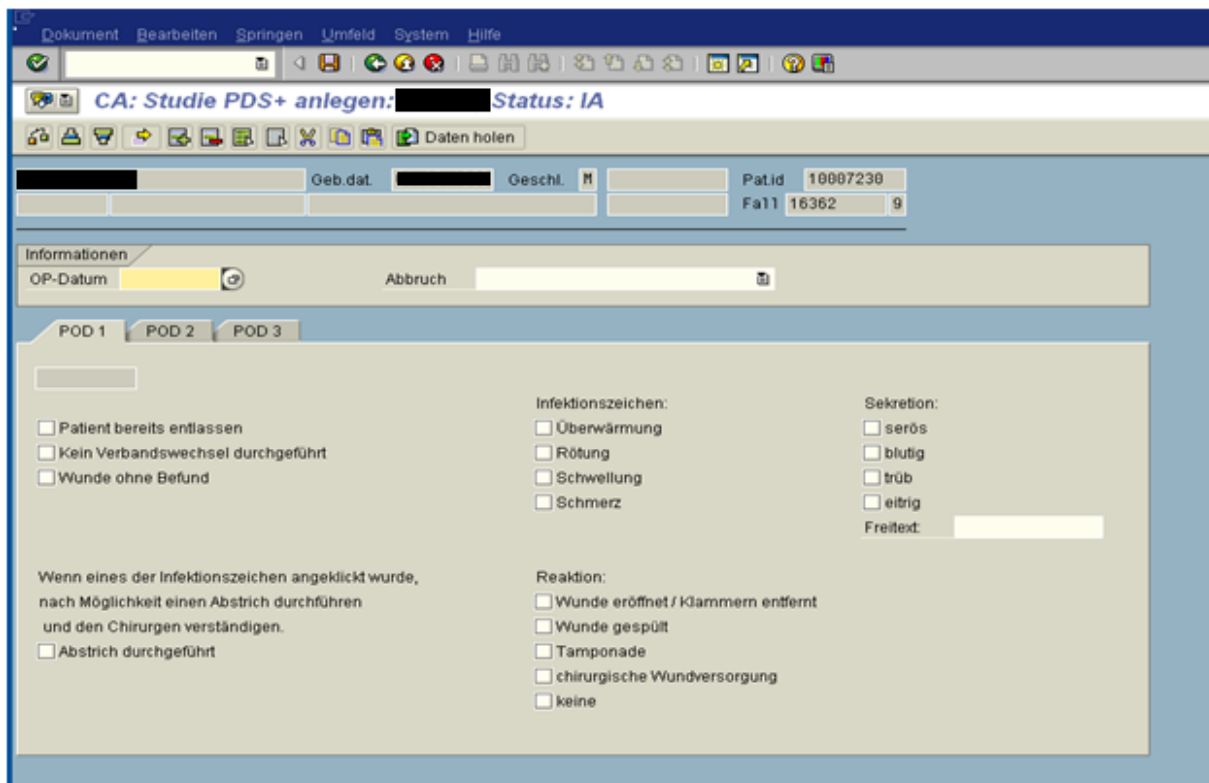 Dokument Bearbeiten Springen Umfeld System Hilfe
CA: Studie PDS+ anlegen: Status: IA
Daten holen
Geb.dat. Geschl. M Pat.id 10007230
Fall 16362 9
Informationen
OP-Datum Abbruch
POD 1 POD 2 POD 3
Infektionszeichen: Sekretion:
Patient bereits entlassen Überwärmung serös
Kein Verbandswechsel durchgeführt Rötung blutig
Wunde ohne Befund Schwellung trüb
Schmerz eitrig
Freitext:
Wenn eines der Infektionszeichen angeklickt wurde, Reaktion:
nach Möglichkeit einen Abstrich durchführen Wunde eröffnet / Klammern entfernt
und den Chirurgen verständigen. Wunde gespült
Abstrich durchgeführt Tamponade
chirurgische Wundversorgung
keine